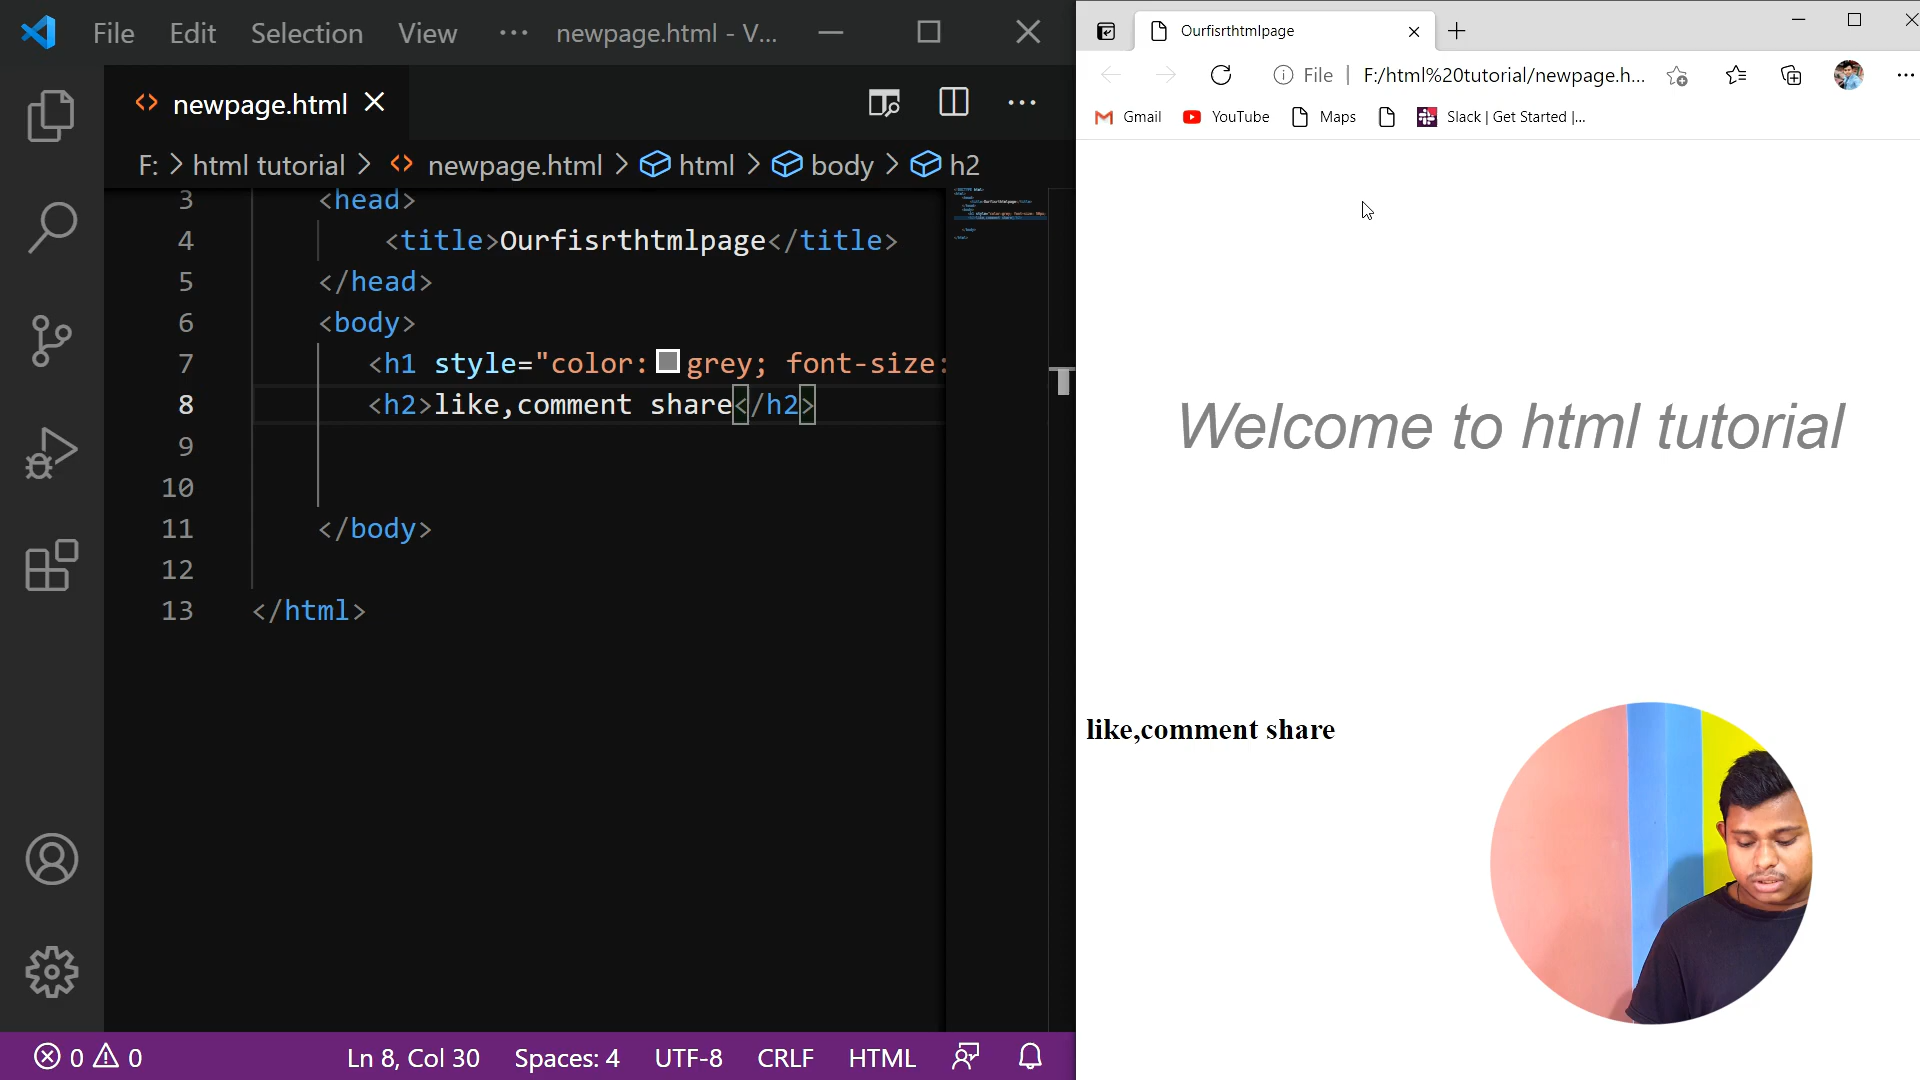 File Edit Selection View ··· newpage.html - V...
newpage.html
F: > html tutorial > newpage.html > html > body > h2
3 <head>
4 <title>Ourfisrthtmlpage</title>
5 </head>
6 <body>
7 <h1 style="color:grey; font-size:
8 <h2>like,comment share</h2>
9
10
11 </body>
12
13 </html>
0 0 Ln 8, Col 30 Spaces: 4 UTF-8 CRLF HTML
Ourfisrthtmlpage
File | F:/html%20tutorial/newpage.h...
Gmail YouTube Maps Slack | Get Started |...
Welcome to html tutorial
like,comment share